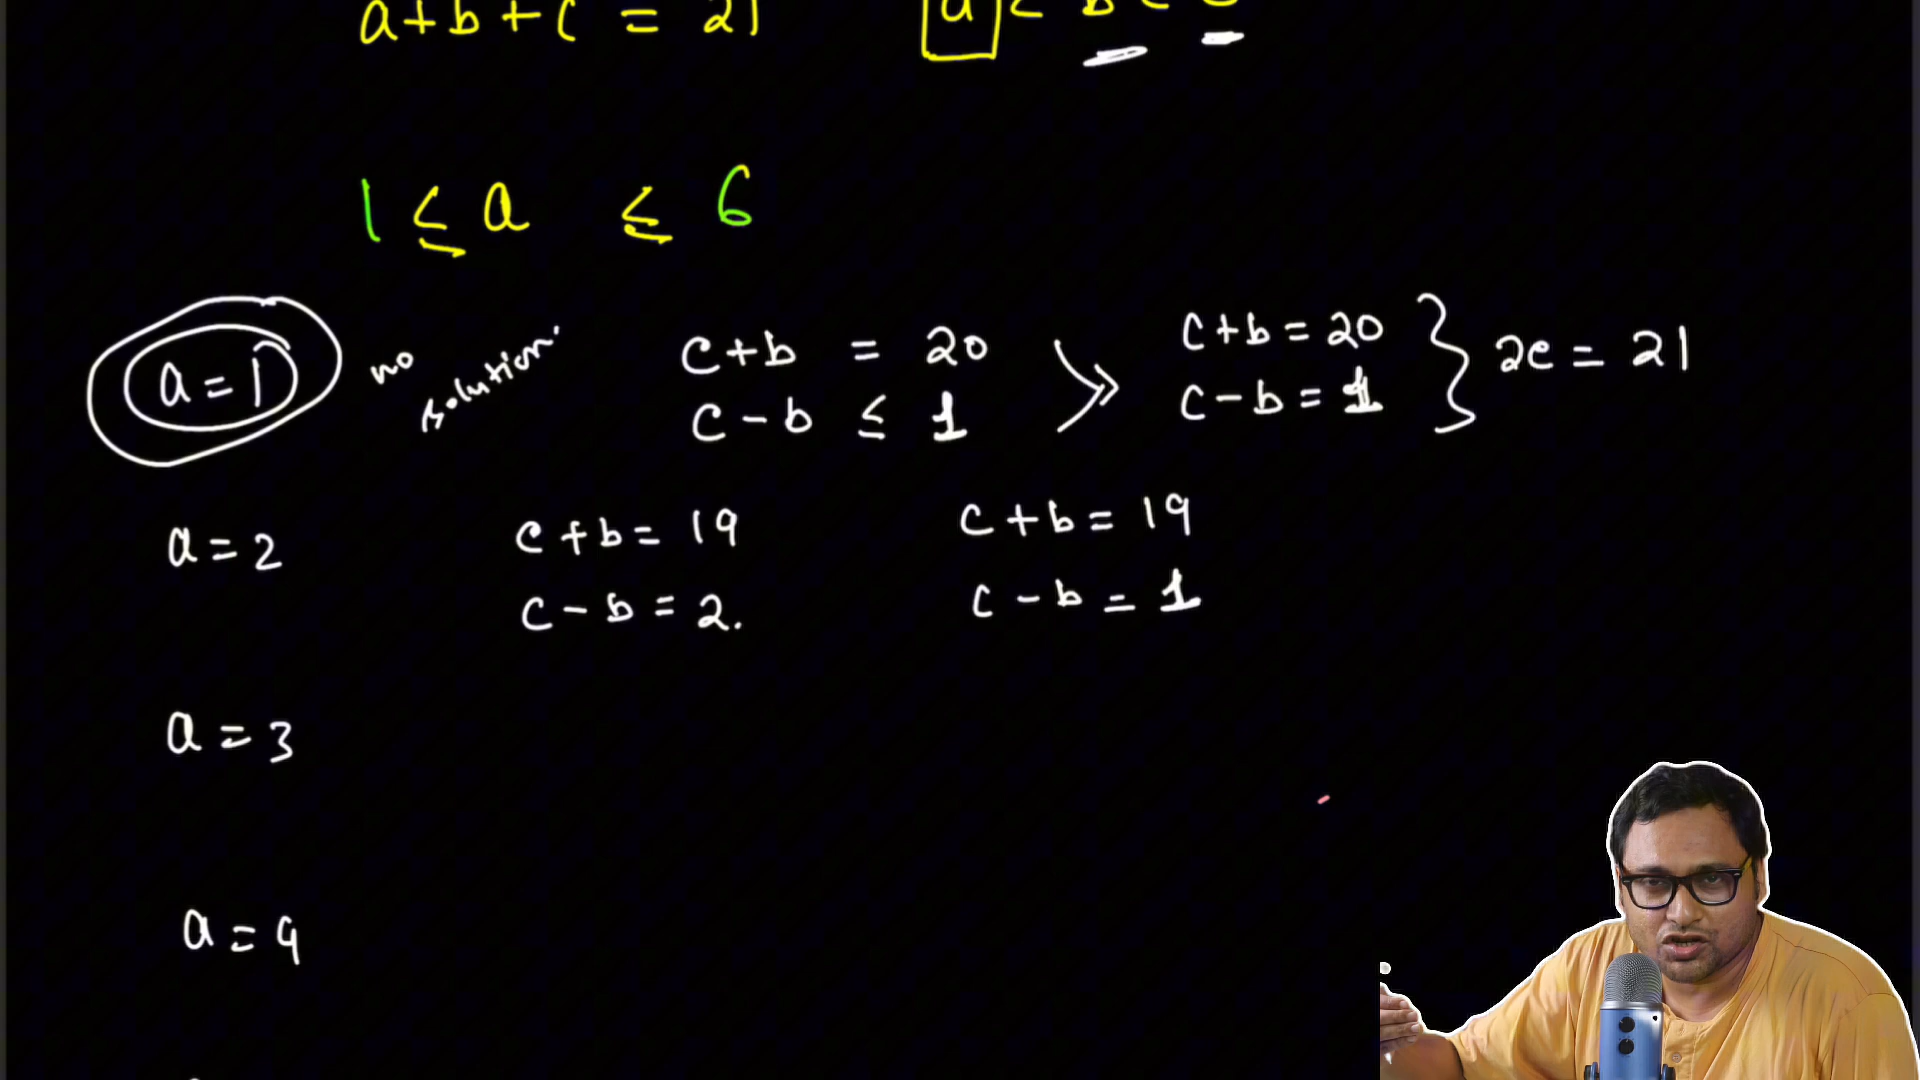 a+b+c = 21 a < b < c
1 ≤ a ≤ 6
a=1 no solution. c+b = 20 c+b=20 2c = 21
c-b ≤ 1 c-b=1
a=2 c+b=19 c+b=19
c-b=2. c-b=1
a=3
a=4